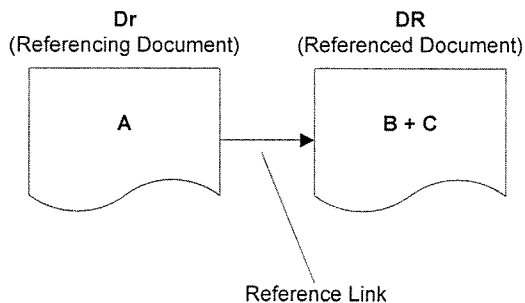 Dr
(Referencing Document)
DR
(Referenced Document)
A
B + C
Reference Link